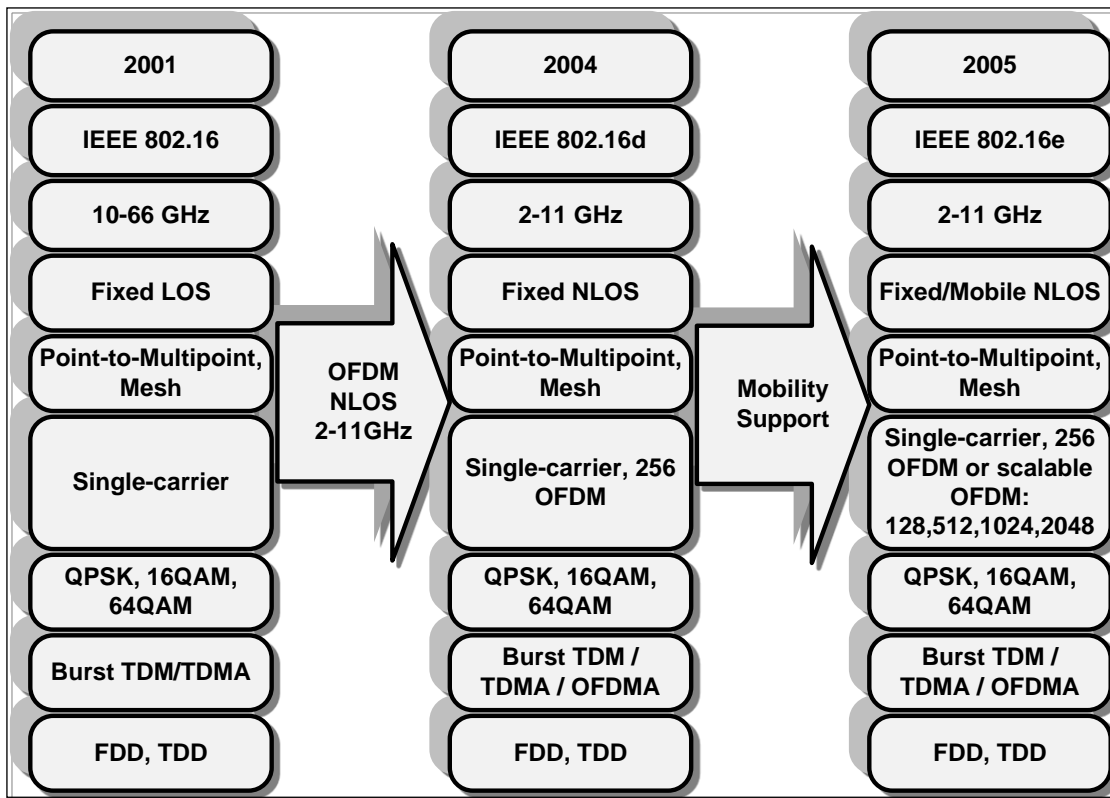 2001
IEEE 802.16
10-66 GHz
Fixed LOS
Point-to-Multipoint,
Mesh
Single-carrier
QPSK, 16QAM,
64QAM
Burst TDM/TDMA
FDD, TDD
OFDM
NLOS
2-11GHz
2004
IEEE 802.16d
2-11 GHz
Fixed NLOS
Point-to-Multipoint,
Mesh
Single-carrier, 256
OFDM
QPSK, 16QAM,
64QAM
Burst TDM /
TDMA / OFDMA
FDD, TDD
Mobility
Support
2005
IEEE 802.16e
2-11 GHz
Fixed/Mobile NLOS
Point-to-Multipoint,
Mesh
Single-carrier, 256
OFDM or scalable
OFDM:
128,512,1024,2048
QPSK, 16QAM,
64QAM
Burst TDM /
TDMA / OFDMA
FDD, TDD